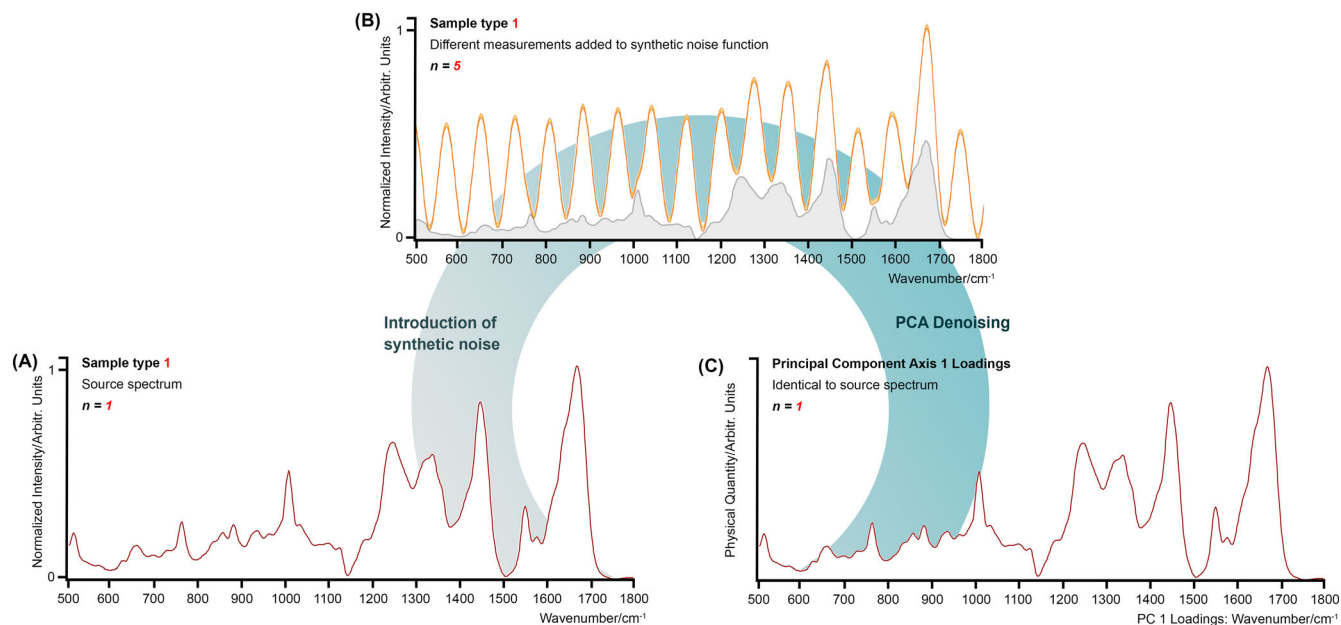 (B)
Sample type 1
Different measurements added to synthetic noise function
n = 5
Normalized Intensity/Arbitr. Units
1
0
500 600 700 800 900 1000 1100 1200 1300 1400 1500 1600 1700 1800
Wavenumber/cm-1
Introduction of
synthetic noise
PCA Denoising
(A)
Sample type 1
Source spectrum
n = 1
Normalized Intensity/Arbitr. Units
1
0
500 600 700 800 900 1000 1100 1200 1300 1400 1500 1600 1700 1800
Wavenumber/cm-1
(C)
Principal Component Axis 1 Loadings
Identical to source spectrum
n = 1
Physical Quantity/Arbitr. Units
1
0
500 600 700 800 900 1000 1100 1200 1300 1400 1500 1600 1700 1800
PC 1 Loadings: Wavenumber/cm-1